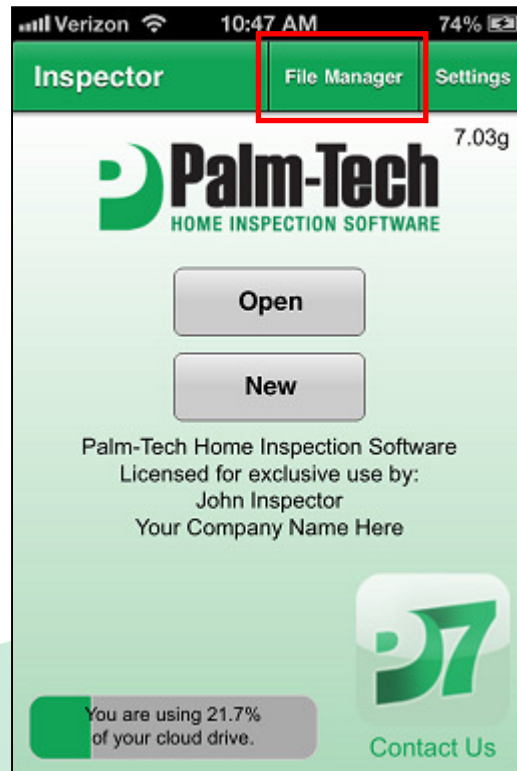 Verizon 10:47 AM 74%
Inspector File Manager Settings
7.03g
Palm-Tech
HOME INSPECTION SOFTWARE
Open
New
Palm-Tech Home Inspection Software
Licensed for exclusive use by:
John Inspector
Your Company Name Here
P7
You are using 21.7%
of your cloud drive.
Contact Us